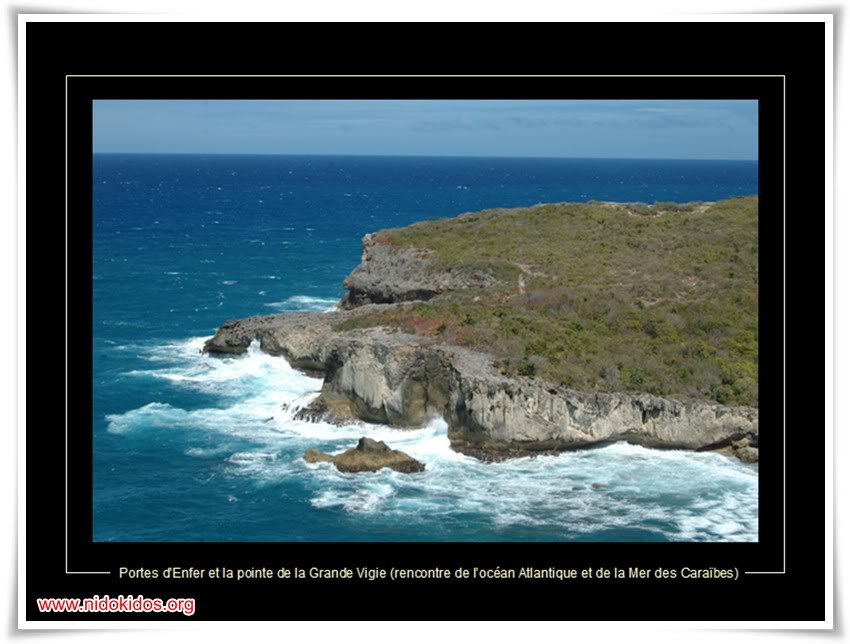 Portes d'Enfer et la pointe de la Grande Vigie (rencontre de l'océan Atlantique et de la Mer des Caraïbes)
www.nidokidos.org